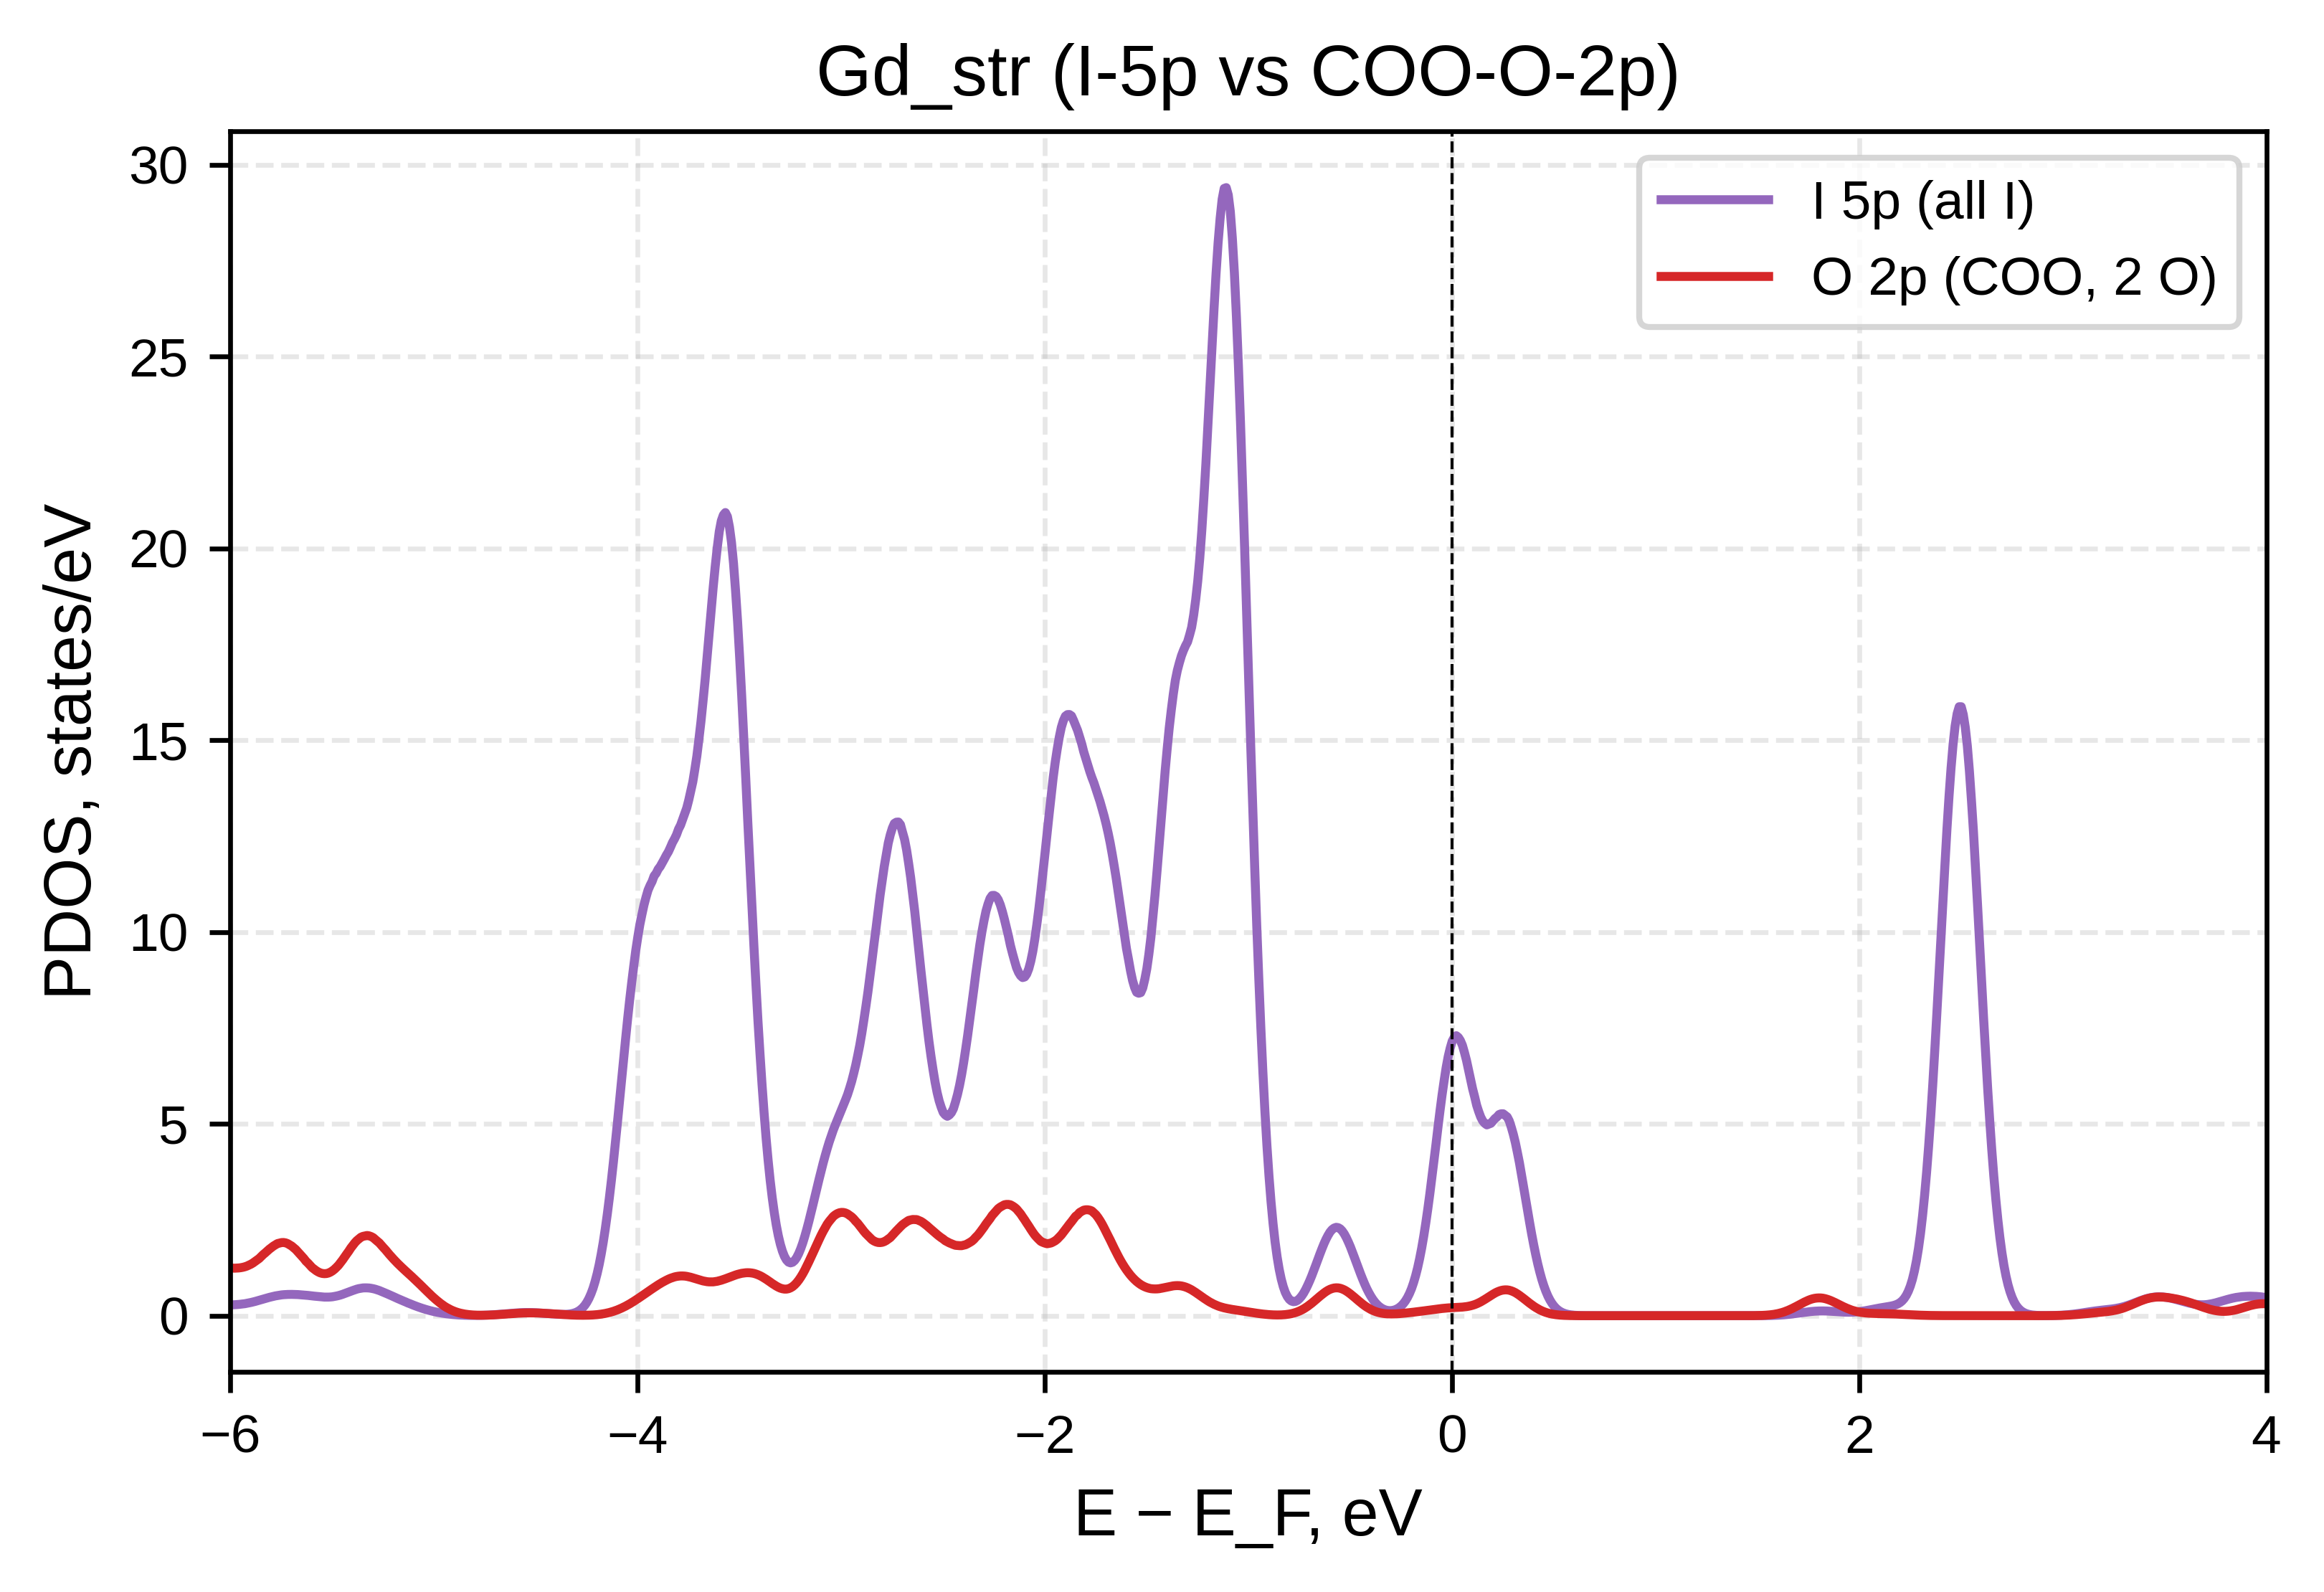 Gd_str (I-5p vs COO-O-2p)
PDOS, states/eV
30
25
20
15
10
5
0
I 5p (all I)
O 2p (COO, 2 O)
−6
−4
−2
0
2
4
E − E_F, eV